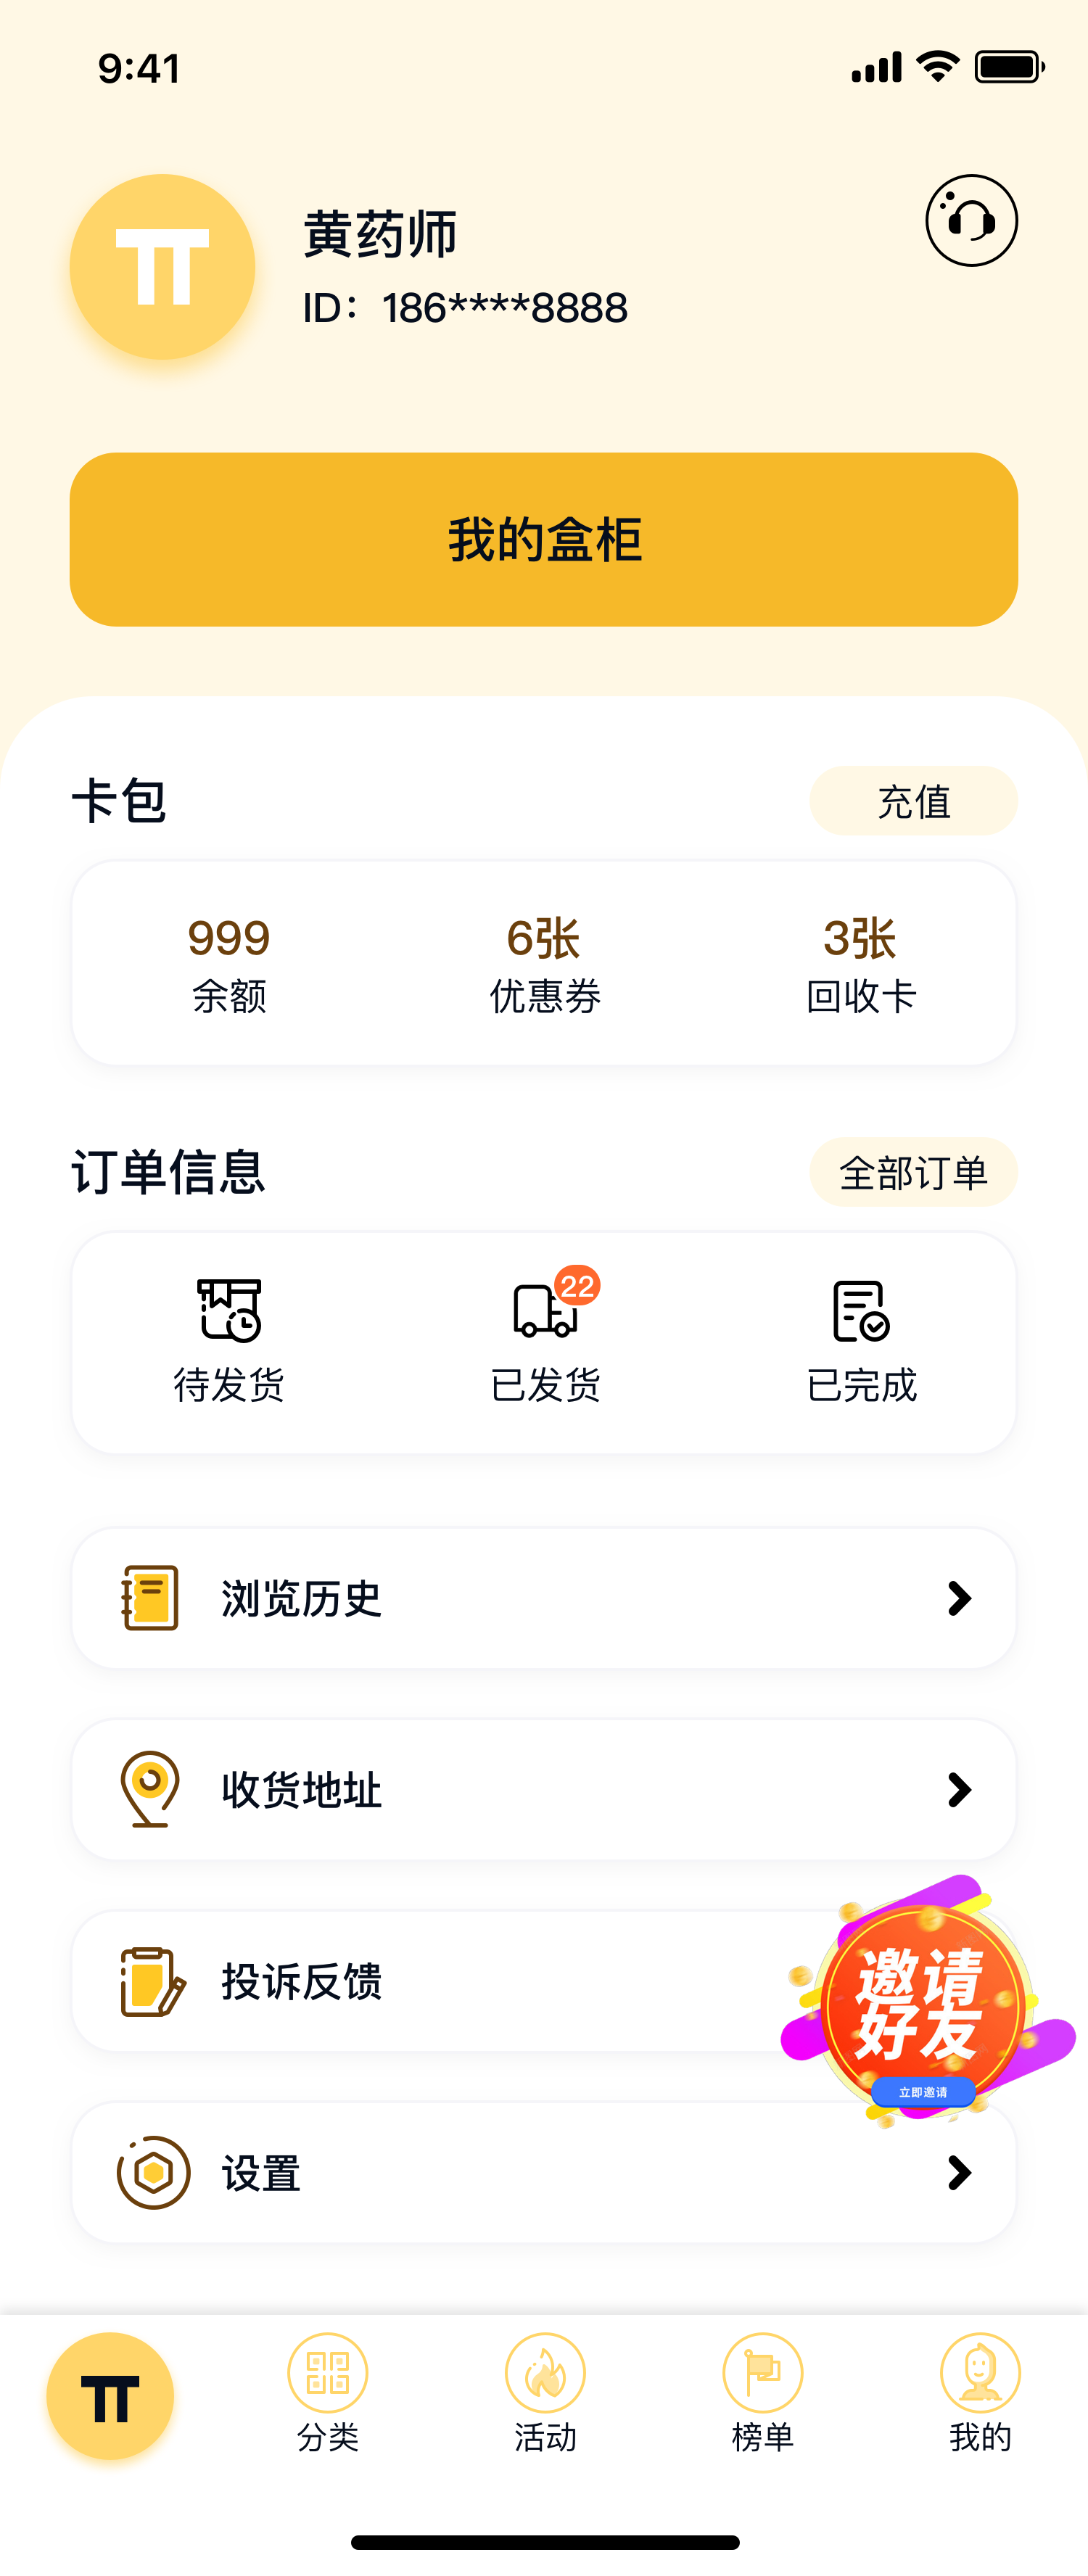 9:41
黄药师
ID：186****8888
我的盒柜
卡包
充值
999
6张
3张
余额
优惠券
回收卡
订单信息
全部订单
22
待发货
已发货
已完成
浏览历史
收货地址
投诉反馈
邀请
好友
立即邀请
设置
分类
活动
榜单
我的